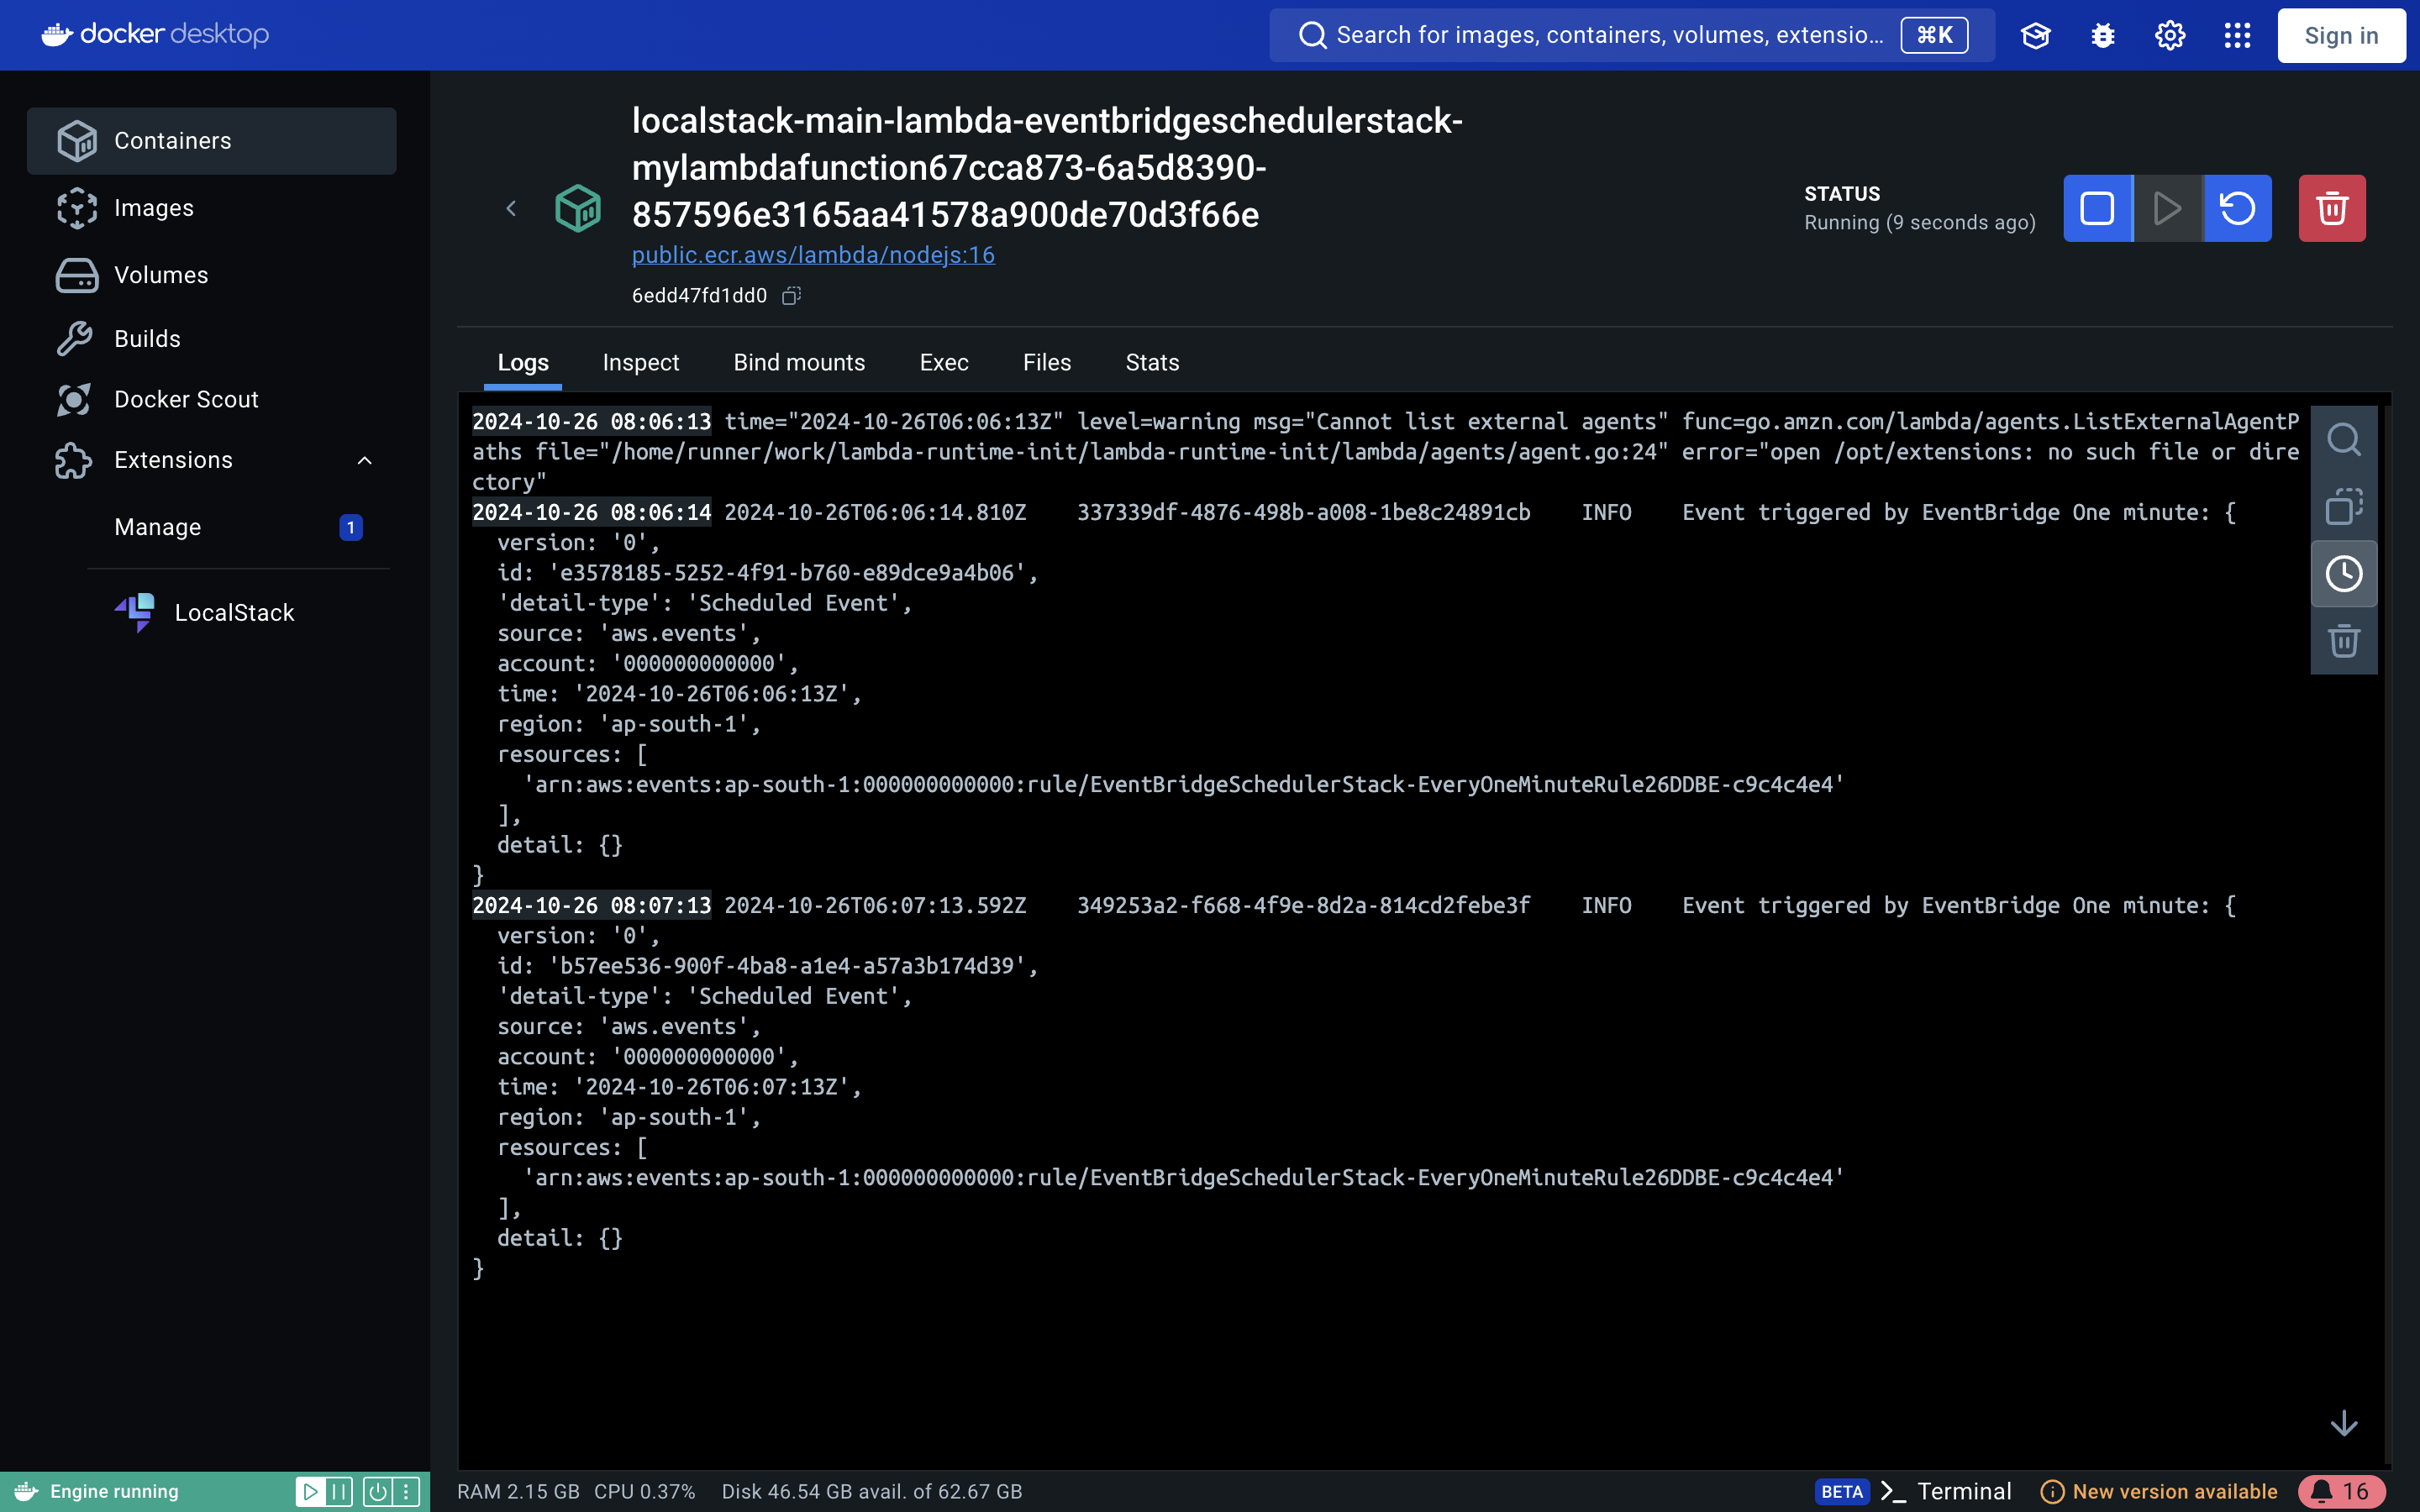 docker desktop
Search for images, containers, volumes, extensio...
⌘K
Sign in
Containers
Images
Volumes
Builds
Docker Scout
Extensions
Manage
1
LocalStack
localstack-main-lambda-eventbridgeschedulerstack-
mylambdafunction67cca873-6a5d8390-
857596e3165aa41578a900de70d3f66e
public.ecr.aws/lambda/nodejs:16
6edd47fd1dd0
STATUS
Running (9 seconds ago)
Logs
Inspect
Bind mounts
Exec
Files
Stats
2024-10-26 08:06:13 time="2024-10-26T06:06:13Z" level=warning msg="Cannot list external agents" func=go.amzn.com/lambda/agents.ListExternalAgentP
aths file="/home/runner/work/lambda-runtime-init/lambda-runtime-init/lambda/agents/agent.go:24" error="open /opt/extensions: no such file or dire
ctory"
2024-10-26 08:06:14 2024-10-26T06:06:14.810Z    337339df-4876-498b-a008-1be8c24891cb    INFO    Event triggered by EventBridge One minute: {
  version: '0',
  id: 'e3578185-5252-4f91-b760-e89dce9a4b06',
  'detail-type': 'Scheduled Event',
  source: 'aws.events',
  account: '000000000000',
  time: '2024-10-26T06:06:13Z',
  region: 'ap-south-1',
  resources: [
    'arn:aws:events:ap-south-1:000000000000:rule/EventBridgeSchedulerStack-EveryOneMinuteRule26DDBE-c9c4c4e4'
  ],
  detail: {}
}
2024-10-26 08:07:13 2024-10-26T06:07:13.592Z    349253a2-f668-4f9e-8d2a-814cd2febe3f    INFO    Event triggered by EventBridge One minute: {
  version: '0',
  id: 'b57ee536-900f-4ba8-a1e4-a57a3b174d39',
  'detail-type': 'Scheduled Event',
  source: 'aws.events',
  account: '000000000000',
  time: '2024-10-26T06:07:13Z',
  region: 'ap-south-1',
  resources: [
    'arn:aws:events:ap-south-1:000000000000:rule/EventBridgeSchedulerStack-EveryOneMinuteRule26DDBE-c9c4c4e4'
  ],
  detail: {}
}
Engine running
RAM 2.15 GB
CPU 0.37%
Disk 46.54 GB avail. of 62.67 GB
BETA
>_ Terminal
New version available
16